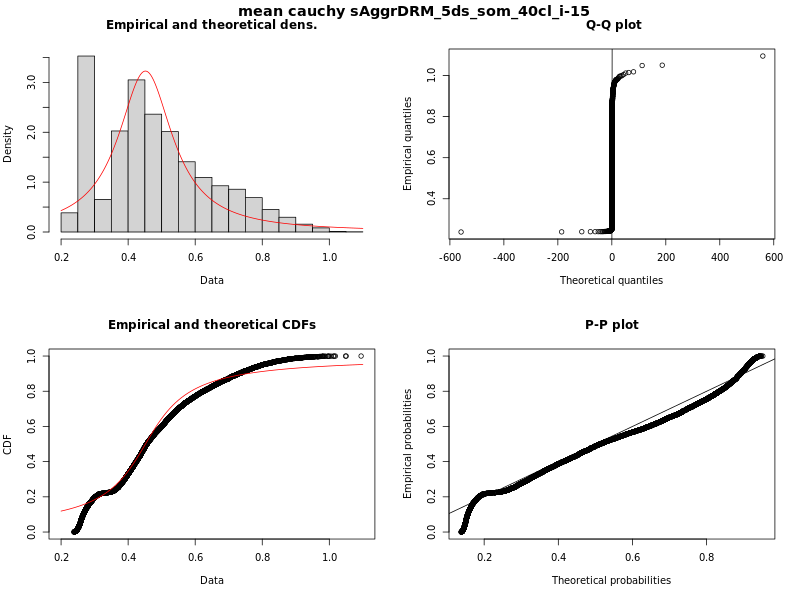 mean cauchy sAggrDRM_5ds_som_40cl_i-15
Empirical and theoretical dens.
Density
0.0 1.0 2.0 3.0
0.2 0.4 0.6 0.8 1.0
Data
Q-Q plot
Empirical quantiles
0.4 0.6 0.8 1.0
-600 -400 -200 0 200 400 600
Theoretical quantiles
Empirical and theoretical CDFs
CDF
0.0 0.2 0.4 0.6 0.8 1.0
0.2 0.4 0.6 0.8 1.0
Data
P-P plot
Empirical probabilities
0.0 0.2 0.4 0.6 0.8 1.0
0.2 0.4 0.6 0.8
Theoretical probabilities